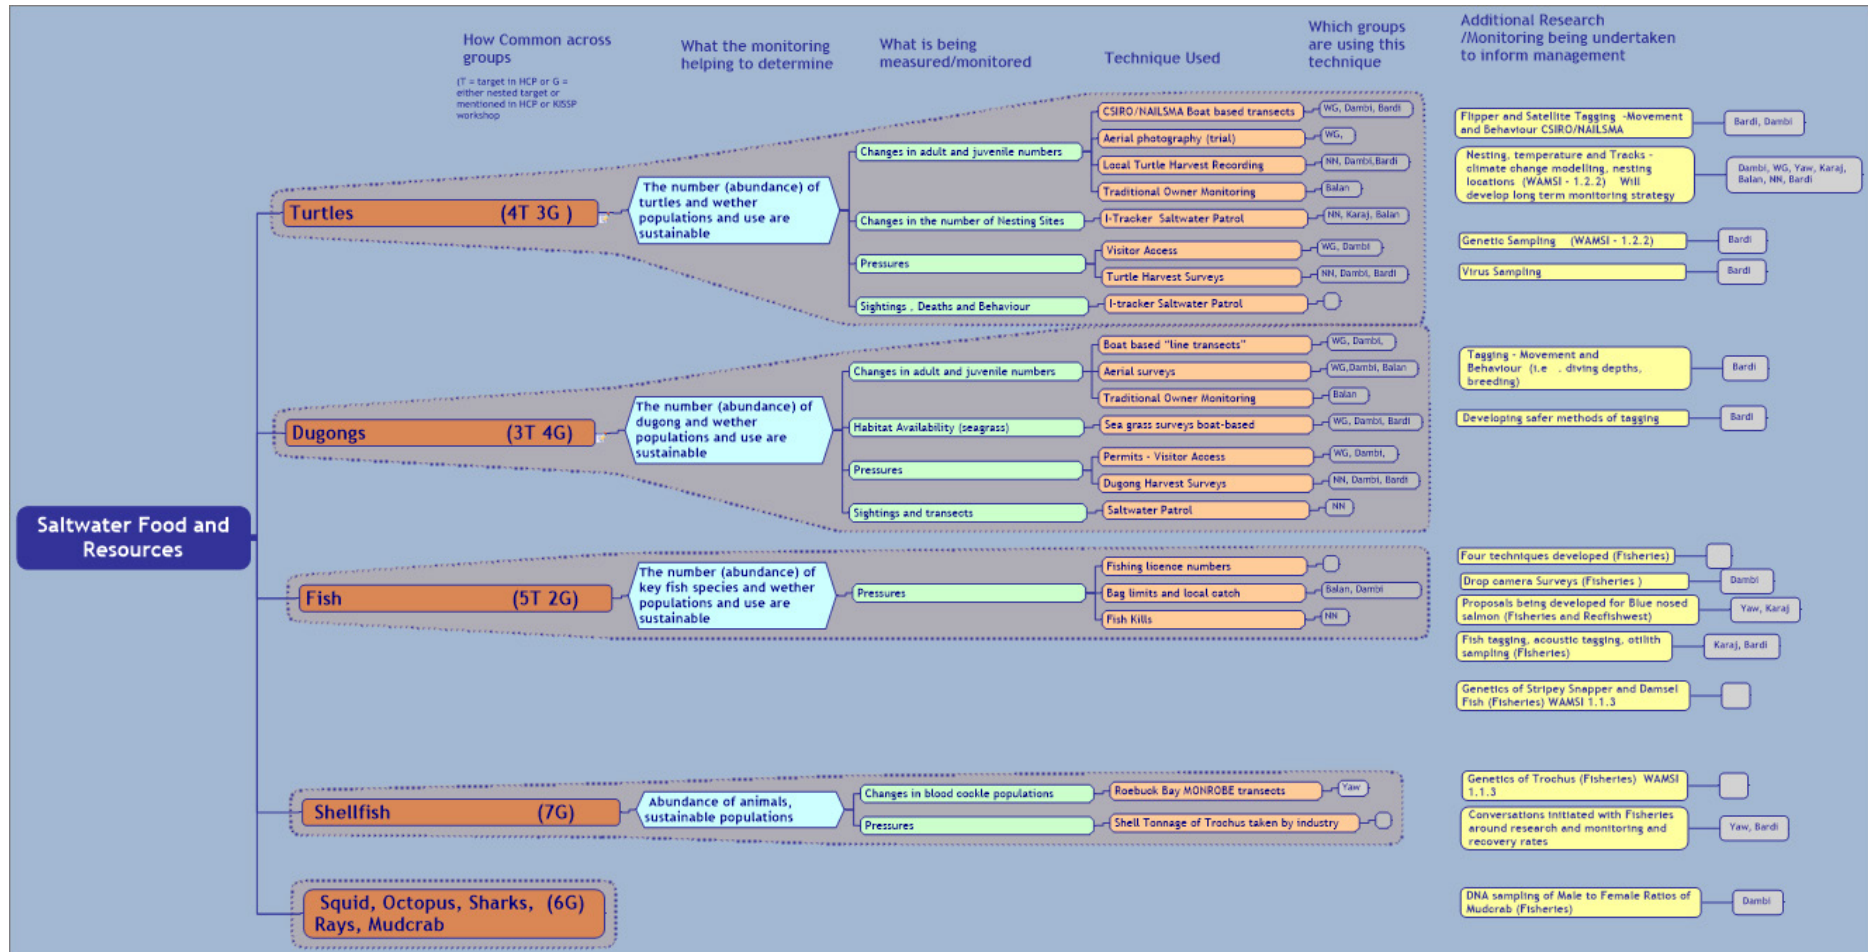 How Common across
groups
(T = target in HCP or G =
either nested target or
mentioned in HCP or KISSP
workshop
What the monitoring
helping to determine
What is being
measured/monitored
Technique Used
Which groups
are using this
technique
Additional Research
/Monitoring being undertaken
to inform management
Saltwater Food and
Resources
Turtles (4T 3G )
The number (abundance) of
turtles and wether
populations and use are
sustainable
Changes in adult and juvenile numbers
CSIRO/NAILSMA Boat based transects
WG, Dambi, Bardi
Aerial photography (trial)
WG,
Local Turtle Harvest Recording
NN, Dambi,Bardi
Traditional Owner Monitoring
Balan
Changes in the number of Nesting Sites
I-Tracker Saltwater Patrol
NN, Karaj, Balan
Pressures
Visitor Access
WG, Dambi
Turtle Harvest Surveys
NN, Dambi, Bardi
Sightings , Deaths and Behaviour
I-tracker Saltwater Patrol
Flipper and Satellite Tagging -Movement
and Behaviour CSIRO/NAILSMA
Bardi, Dambi
Nesting, temperature and Tracks -
climate change modelling, nesting
locations (WAMSI - 1.2.2) Will
develop long term monitoring strategy
Dambi, WG, Yaw, Karaj,
Balan, NN, Bardi
Genetic Sampling (WAMSI - 1.2.2)
Bardi
Virus Sampling
Bardi
Dugongs (3T 4G)
The number (abundance) of
dugong and wether
populations and use are
sustainable
Changes in adult and juvenile numbers
Boat based "line transects"
WG, Dambi,
Aerial surveys
WG,Dambi, Balan
Traditional Owner Monitoring
Balan
Habitat Availability (seagrass)
Sea grass surveys boat-based
WG, Dambi, Bardi
Pressures
Permits - Visitor Access
WG, Dambi,
Dugong Harvest Surveys
NN, Dambi, Bardi
Sightings and transects
Saltwater Patrol
NN
Tagging - Movement and
Behaviour (i.e . diving depths,
breeding)
Bardi
Developing safer methods of tagging
Bardi
Fish (5T 2G)
The number (abundance) of
key fish species and wether
populations and use are
sustainable
Pressures
Fishing licence numbers
Bag limits and local catch
Balan, Dambi
Fish Kills
NN
Four techniques developed (Fisheries)
Drop camera Surveys (Fisheries )
Dambi
Proposals being developed for Blue nosed
salmon (Fisheries and Recfishwest)
Yaw, Karaj
Fish tagging, acoustic tagging, otilith
sampling (Fisheries)
Karaj, Bardi
Genetics of Stripey Snapper and Damsel
Fish (Fisheries) WAMSI 1.1.3
Shellfish (7G)
Abundance of animals,
sustainable populations
Changes in blood cockle populations
Roebuck Bay MONROBE transects
Yaw
Pressures
Shell Tonnage of Trochus taken by industry
Genetics of Trochus (Fisheries) WAMSI
1.1.3
Conversations initiated with Fisheries
around research and monitoring and
recovery rates
Yaw, Bardi
Squid, Octopus, Sharks, (6G)
Rays, Mudcrab
DNA sampling of Male to Female Ratios of
Mudcrab (Fisheries)
Dambi